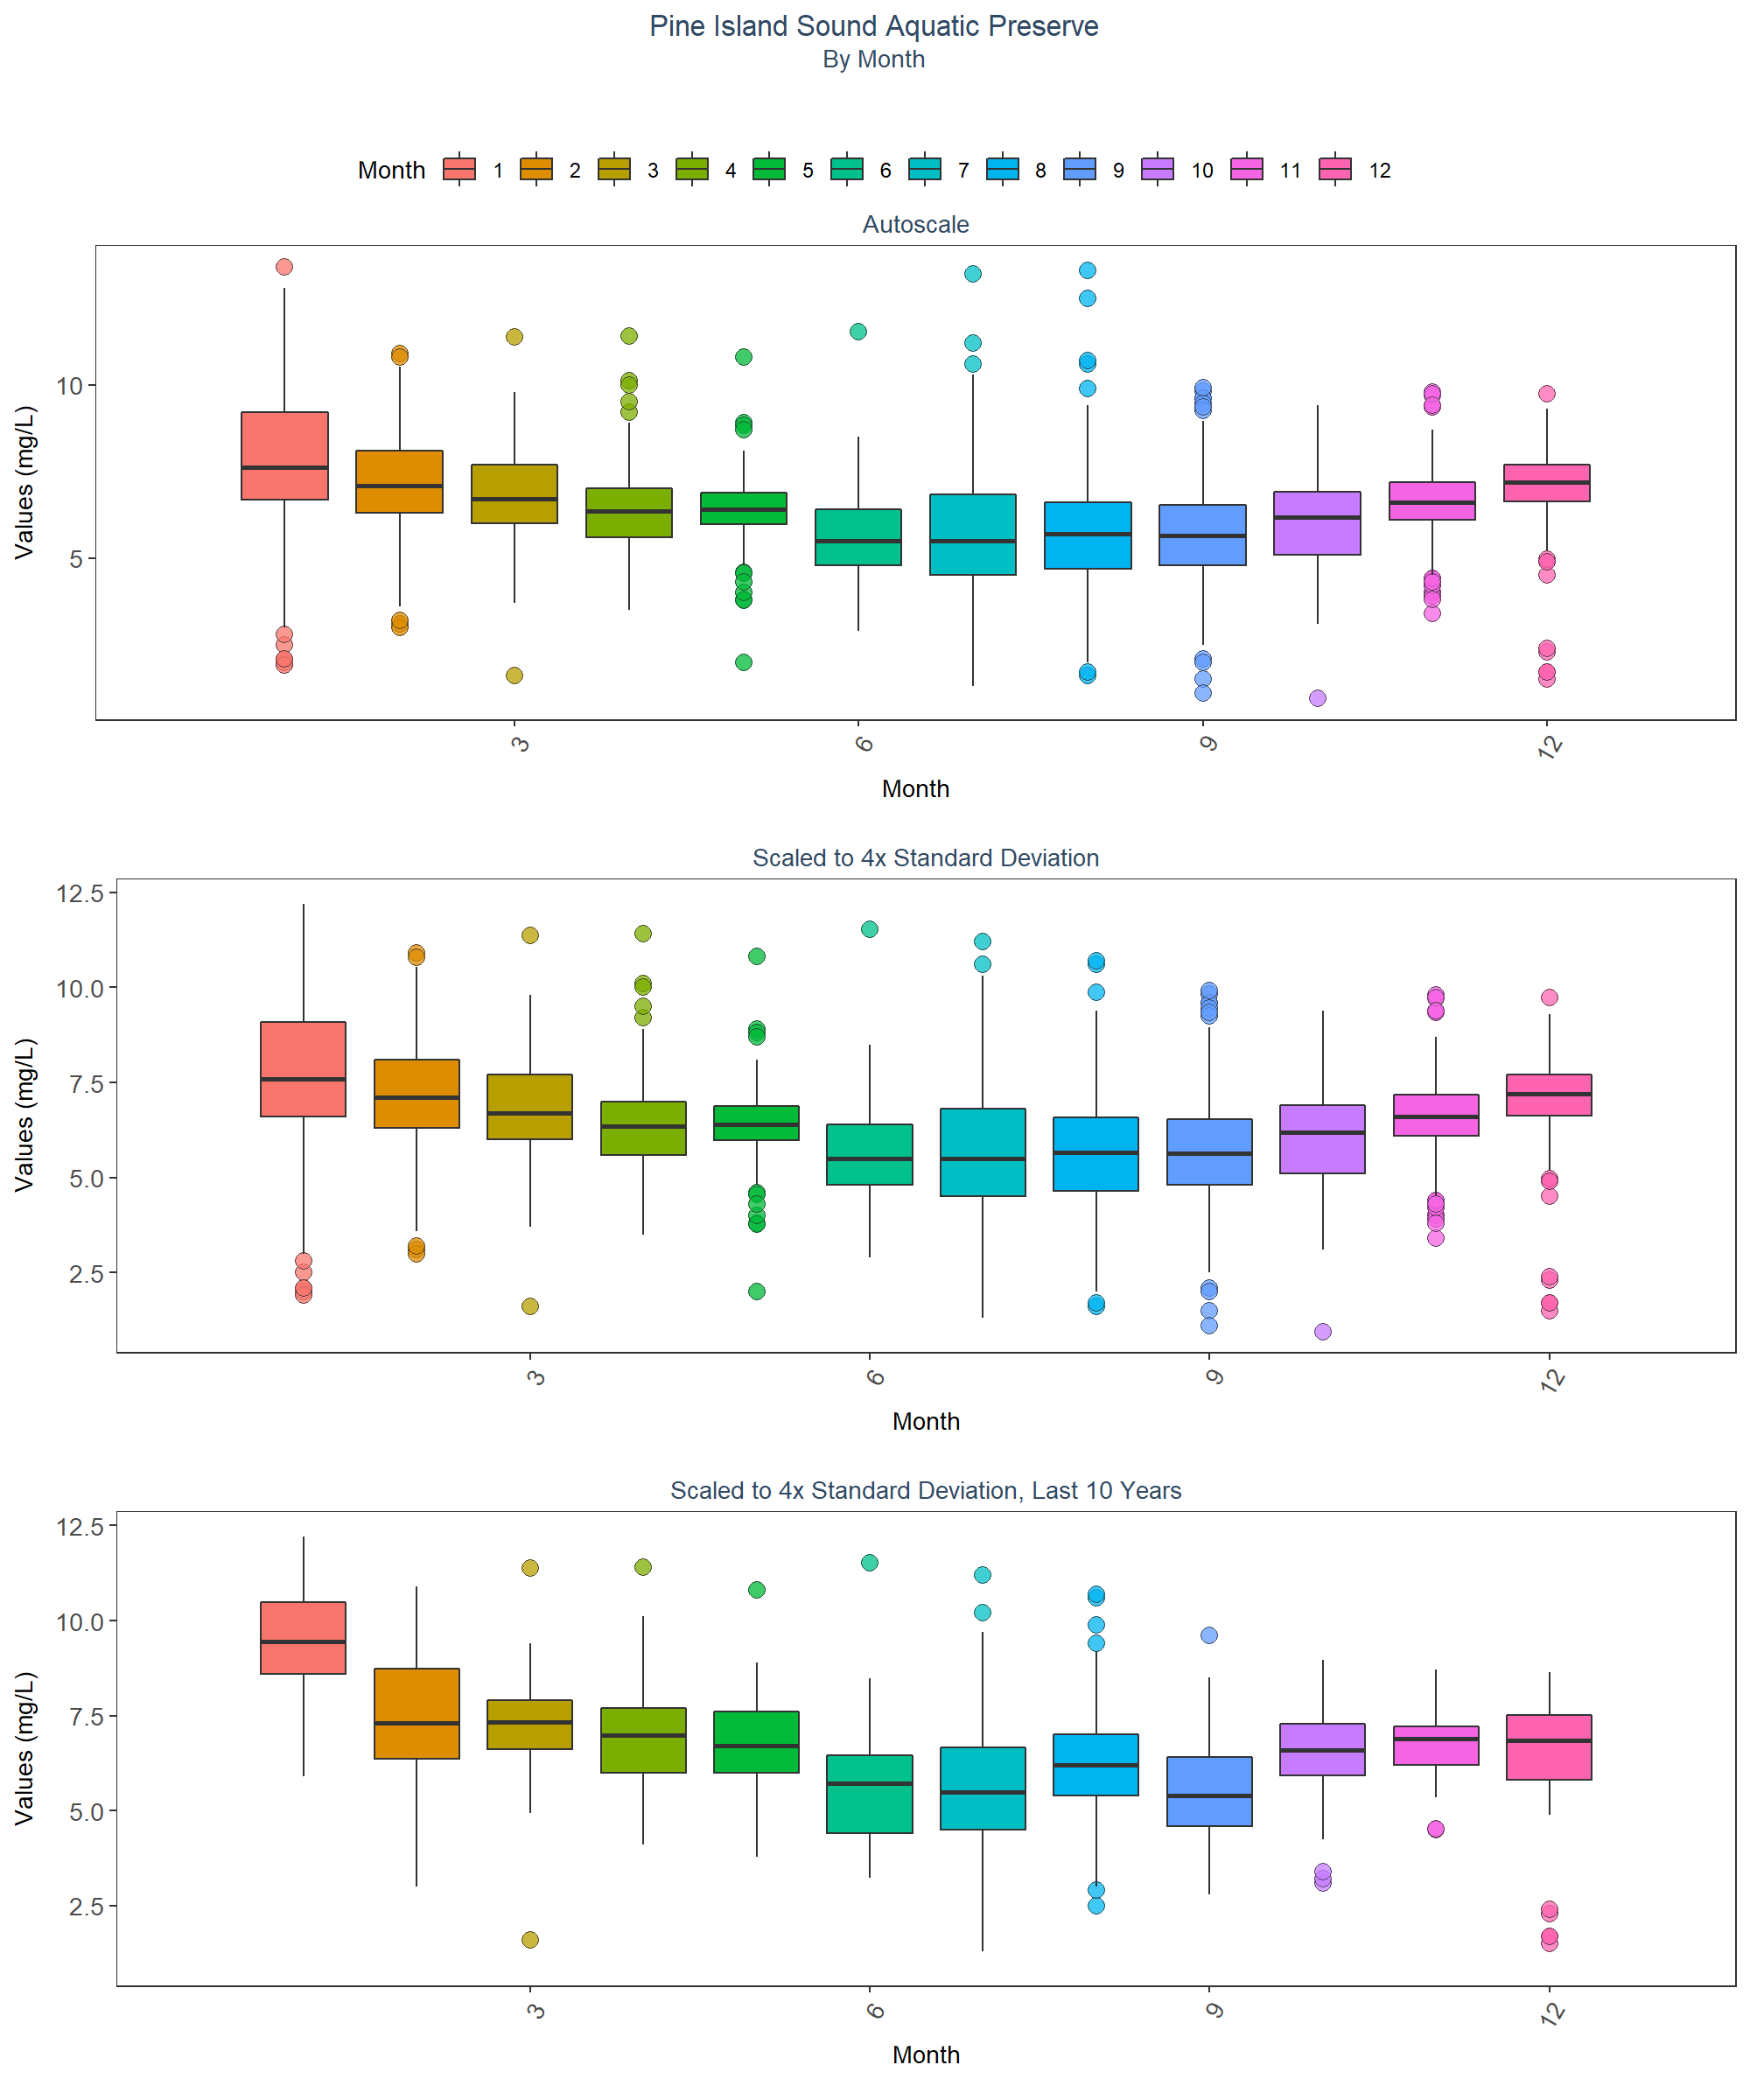 Pine Island Sound Aquatic Preserve
By Month
Month 1 2 3 4 5 6 7 8 9 10 11 12
Autoscale
Values (mg/L)
10
5
3 6 9 12
Month
Scaled to 4x Standard Deviation
Values (mg/L)
12.5
10.0
7.5
5.0
2.5
3 6 9 12
Month
Scaled to 4x Standard Deviation, Last 10 Years
Values (mg/L)
12.5
10.0
7.5
5.0
2.5
3 6 9 12
Month